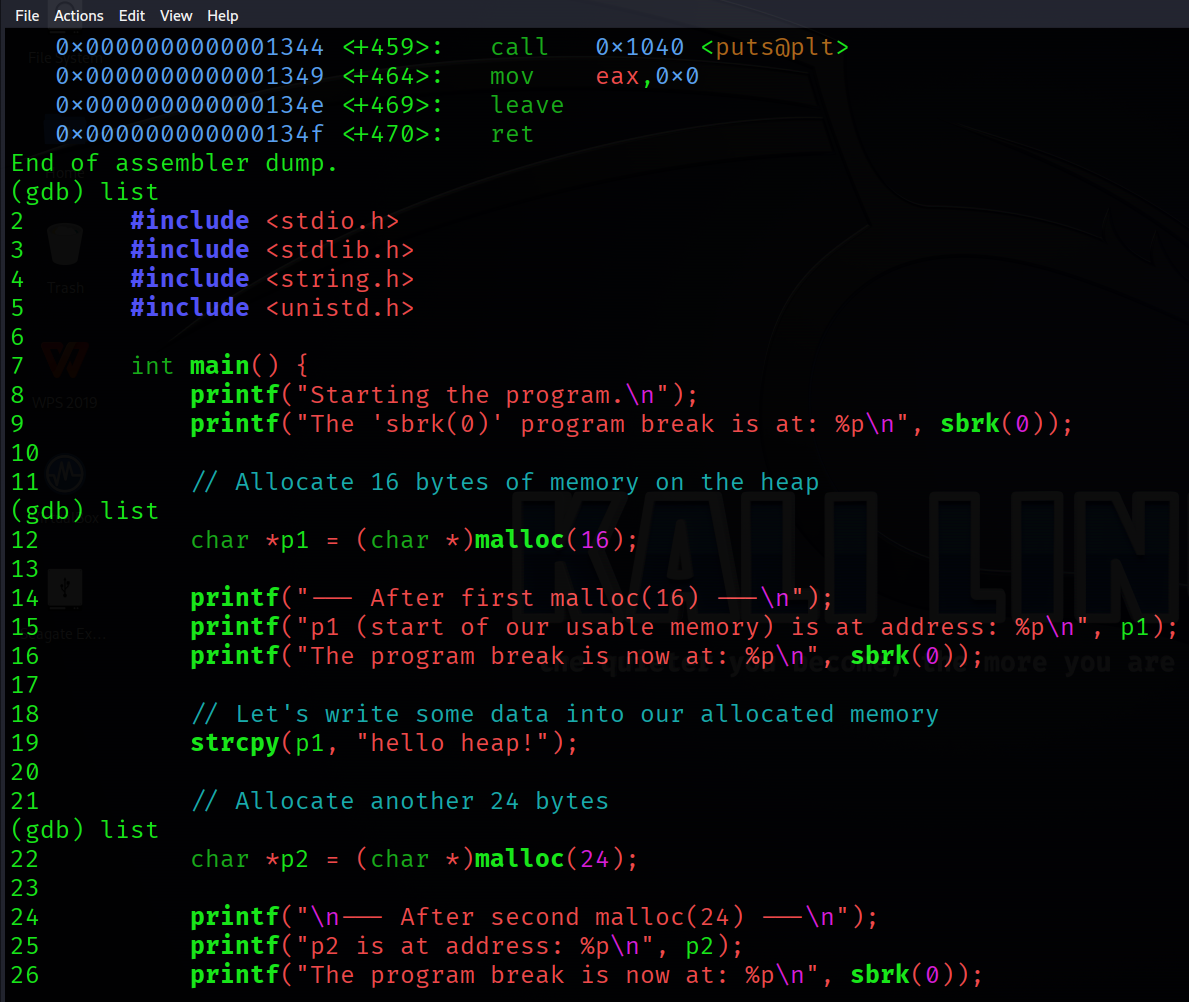 File Actions Edit View Help
0×0000000000001344 <+459>: call 0×1040 <puts@plt>
0×0000000000001349 <+464>: mov eax,0×0
0×000000000000134e <+469>: leave
0×000000000000134f <+470>: ret
End of assembler dump.
(gdb) list
2 #include <stdio.h>
3 #include <stdlib.h>
4 #include <string.h>
5 #include <unistd.h>
6
7 int main() {
8 printf("Starting the program.\n");
9 printf("The 'sbrk(0)' program break is at: %p\n", sbrk(0));
10
11 // Allocate 16 bytes of memory on the heap
(gdb) list
12 char *p1 = (char *)malloc(16);
13
14 printf("--- After first malloc(16) ---\n");
15 printf("p1 (start of our usable memory) is at address: %p\n", p1);
16 printf("The program break is now at: %p\n", sbrk(0));
17
18 // Let's write some data into our allocated memory
19 strcpy(p1, "hello heap!");
20
21 // Allocate another 24 bytes
(gdb) list
22 char *p2 = (char *)malloc(24);
23
24 printf("\n--- After second malloc(24) ---\n");
25 printf("p2 is at address: %p\n", p2);
26 printf("The program break is now at: %p\n", sbrk(0));
Trash
WPS 2019
KALI LIN
more you are